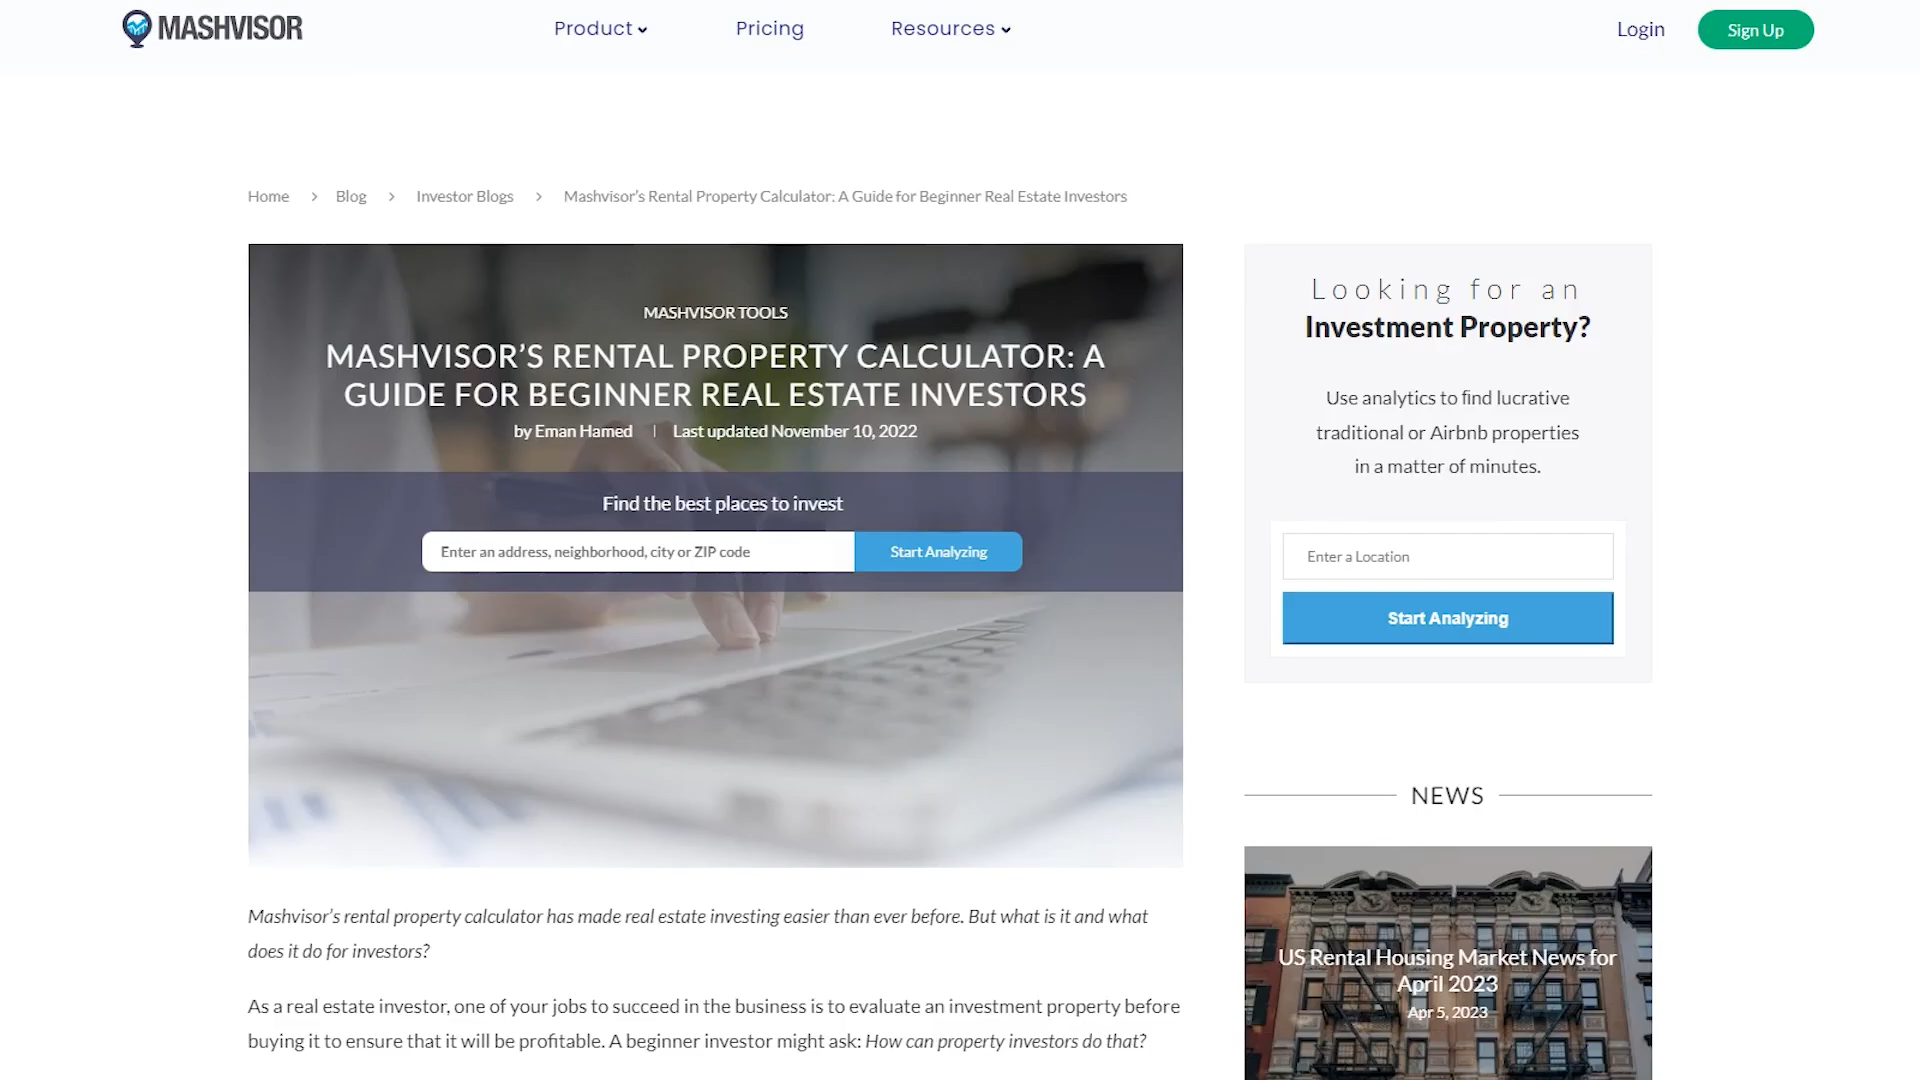 MASHVISOR
Product
Pricing
Resources
Login
Sign Up
Home > Blog > Investor Blogs > Mashvisor’s Rental Property Calculator: A Guide for Beginner Real Estate Investors
MASHVISOR TOOLS
MASHVISOR’S RENTAL PROPERTY CALCULATOR: A
GUIDE FOR BEGINNER REAL ESTATE INVESTORS
by Eman Hamed | Last updated November 10, 2022
Find the best places to invest
Enter an address, neighborhood, city or ZIP code
Start Analyzing
Mashvisor’s rental property calculator has made real estate investing easier than ever before. But what is it and what
does it do for investors?
As a real estate investor, one of your jobs to succeed in the business is to evaluate an investment property before
buying it to ensure that it will be profitable. A beginner investor might ask: How can property investors do that?
Looking for an
Investment Property?
Use analytics to find lucrative
traditional or Airbnb properties
in a matter of minutes.
Enter a Location
Start Analyzing
NEWS
US Rental Housing Market News for
April 2023
Apr 5, 2023